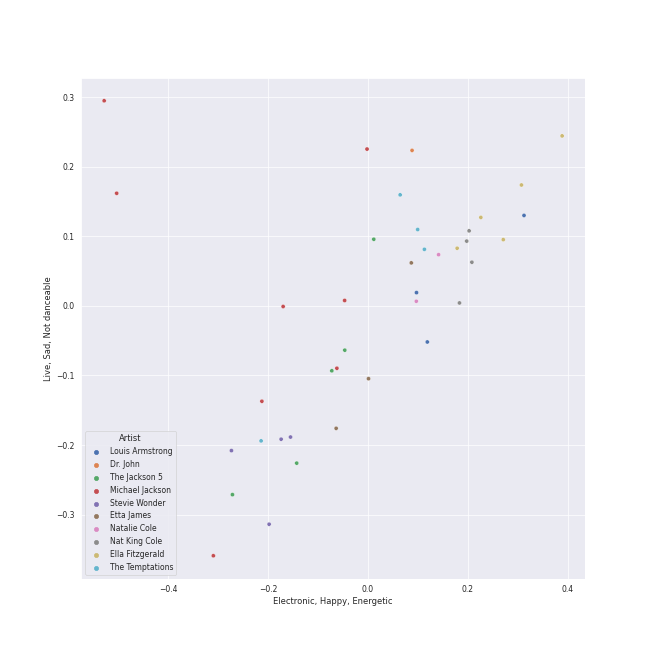 0.3
0.2
0.1
0.0
−0.1
−0.2
−0.3
Live, Sad, Not danceable
Artist
Louis Armstrong
Dr. John
The Jackson 5
Michael Jackson
Stevie Wonder
Etta James
Natalie Cole
Nat King Cole
Ella Fitzgerald
The Temptations
−0.4
−0.2
0.0
0.2
0.4
Electronic, Happy, Energetic